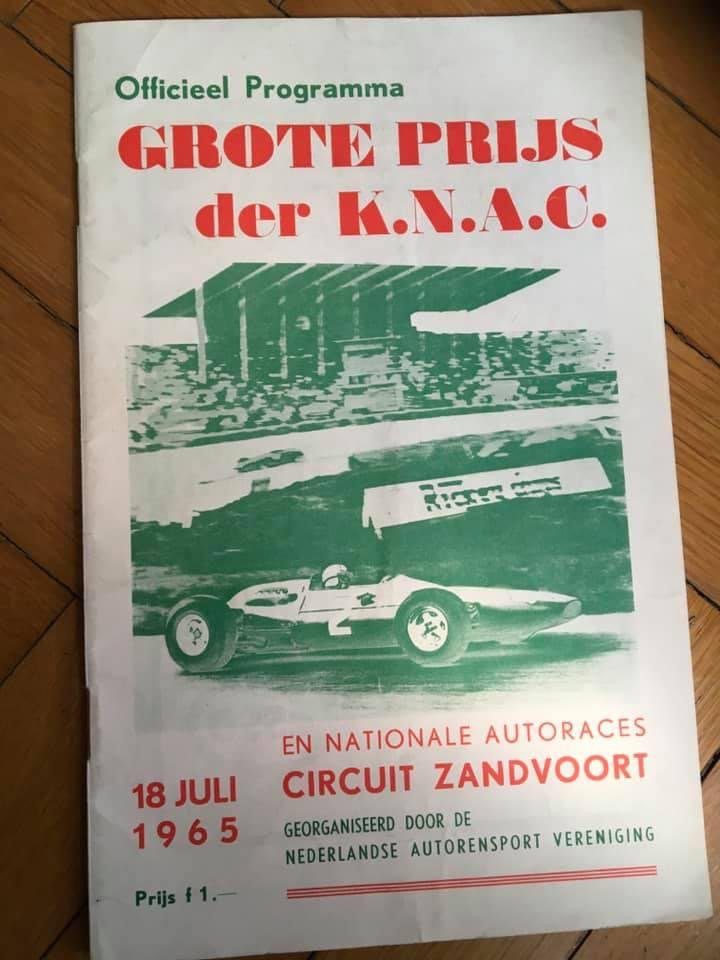 Officieel Programma
GROTE PRIJS
der K.N.A.C.
2
EN NATIONALE AUTORACES
CIRCUIT ZANDVOORT
18 JULI
1965
GEORGANISEERD DOOR DE
NEDERLANDSE AUTORENSPORT VERENIGING
Prijs f 1.—